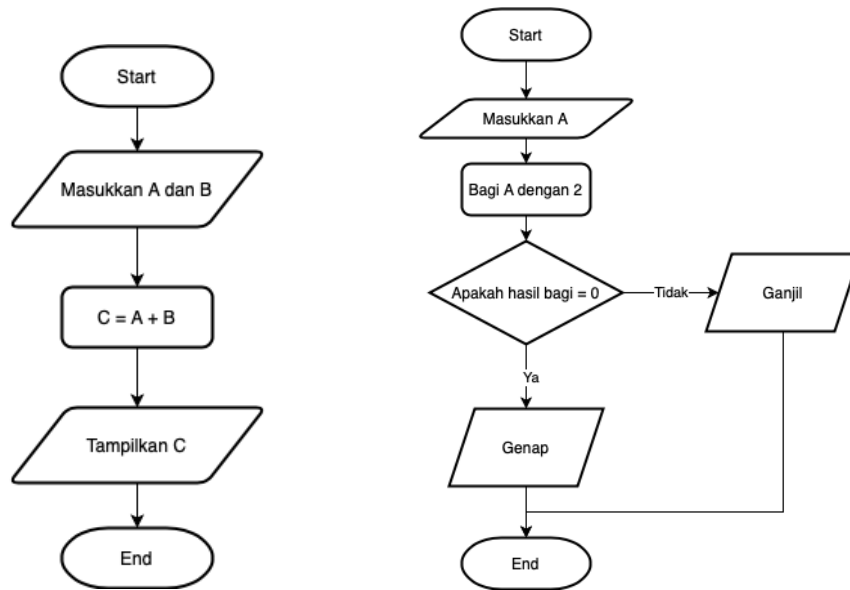 Start
Masukkan A dan B
C = A + B
Tampilkan C
End
Start
Masukkan A
Bagi A dengan 2
Apakah hasil bagi = 0
Tidak
Ganjil
Ya
Genap
End